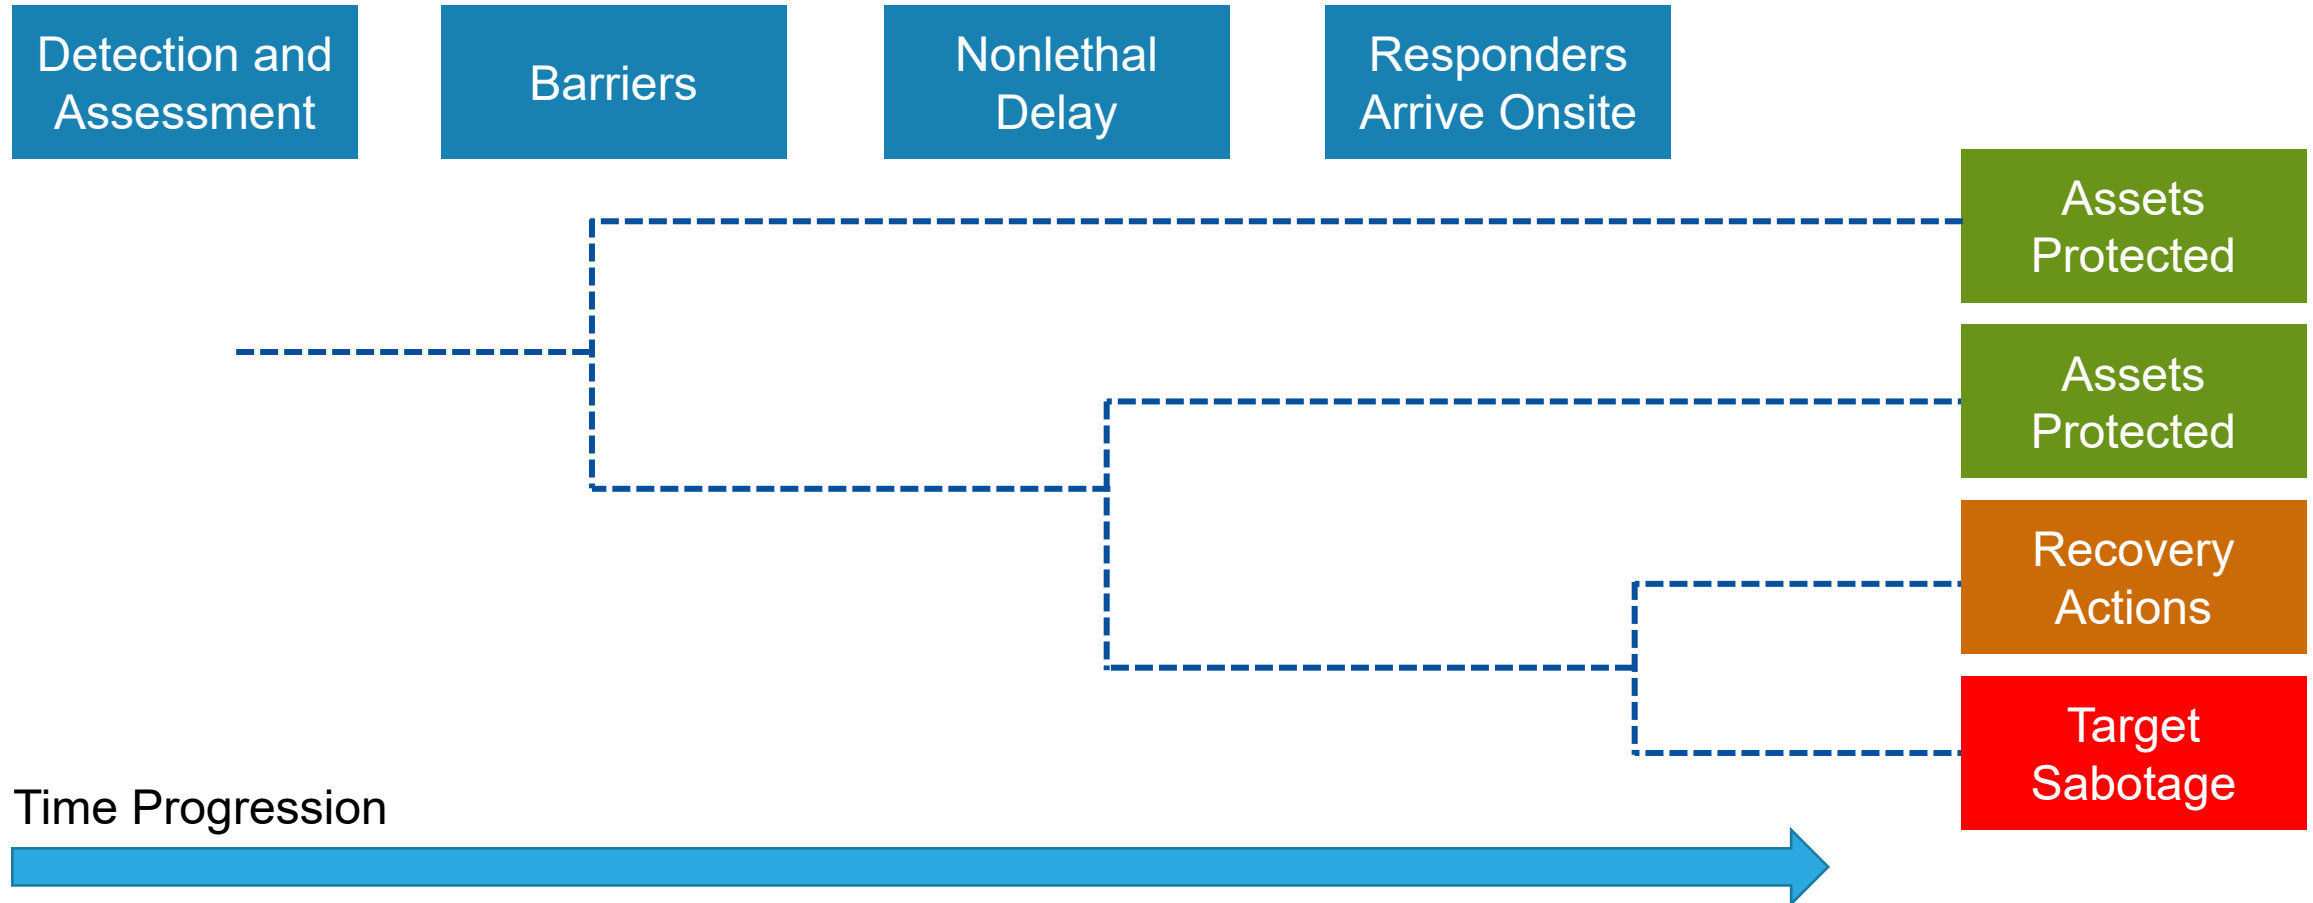 Detection and
Assessment
Barriers
Nonlethal
Delay
Responders
Arrive Onsite
Assets
Protected
Assets
Protected
Recovery
Actions
Target
Sabotage
Time Progression